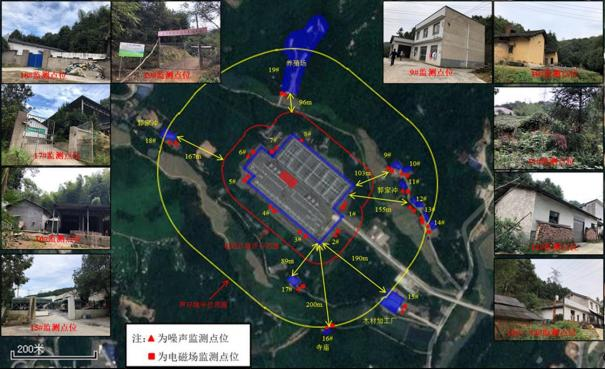 18#监测点位
19#监测点位
9#监测点位
17#监测点位
16#监测点位
15#监测点位
养殖场
19#
96m
郭家冲
18#
167m
8#
7#
6#
5#
4#
3#
2#
1#
103m
9#
10#
11#
郭家冲
12#
13#
14#
155m
190m
89m
17#
200m
15#
木材加工厂
16#
寺庙
注：▲为噪声监测点位
■为电磁场监测点位
200米